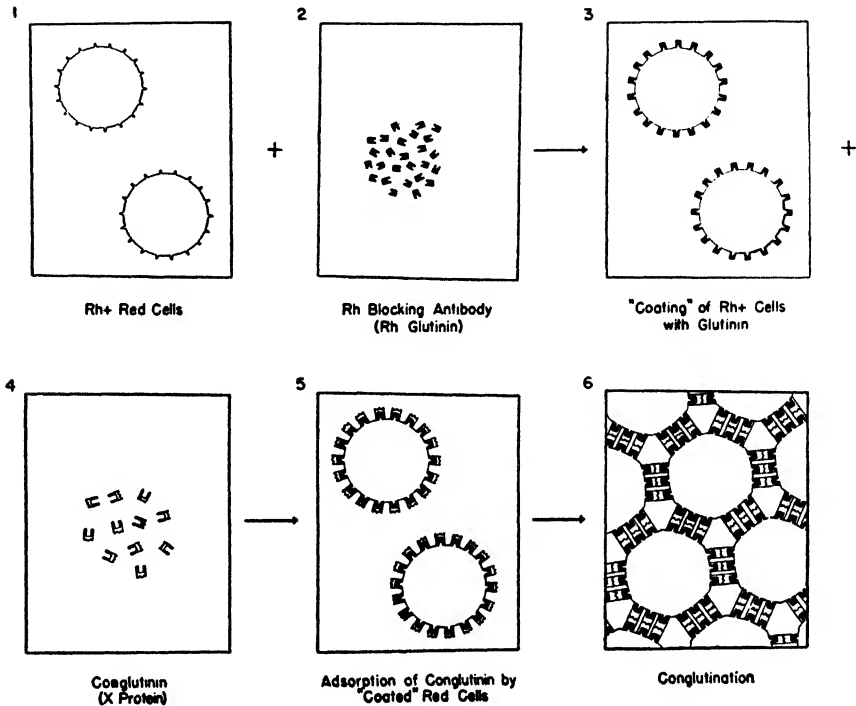 1
2
3
+
+
Rh+ Red Cells
Rh Blocking Antibody
(Rh Glutinin)
"Coating" of Rh+ Cells
with Glutinin
4
5
6
Conglutinin
(X Protein)
Adsorption of Conglutinin by
"Coated" Red Cells
Conglutination